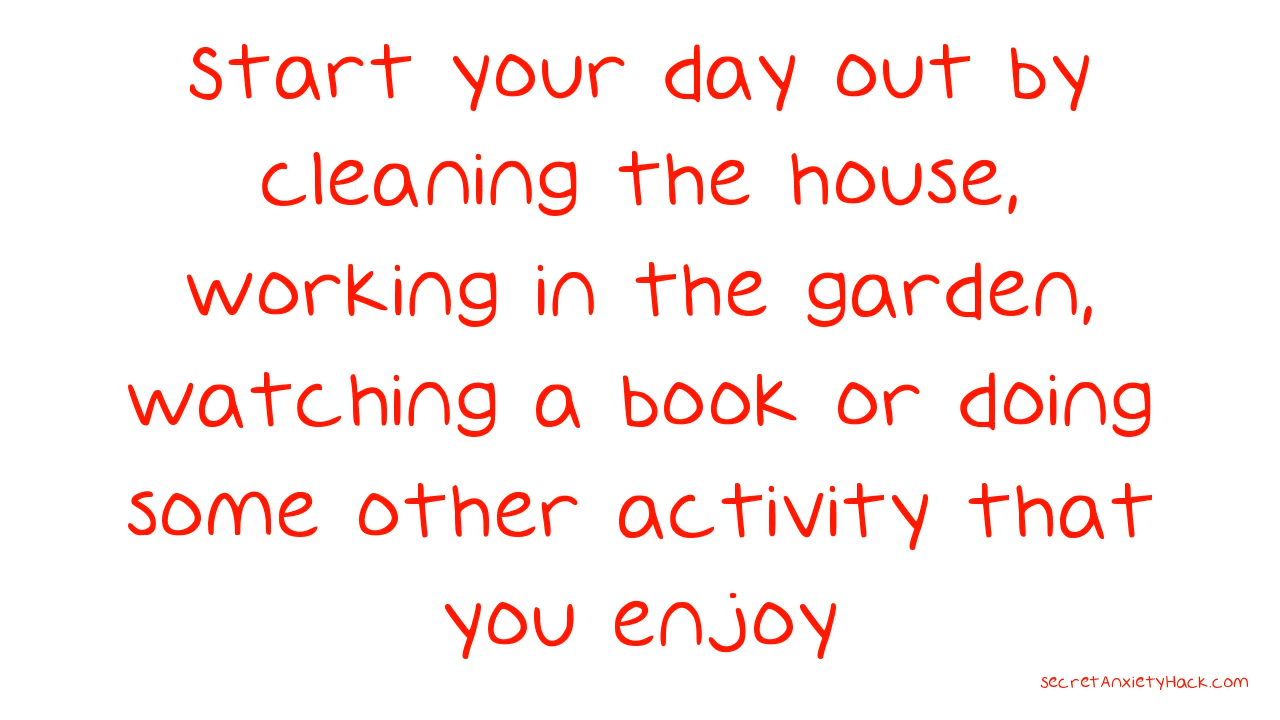 Start your day out by
cleaning the house,
working in the garden,
watching a book or doing
some other activity that
you enjoy
secretAnxietyHack.com